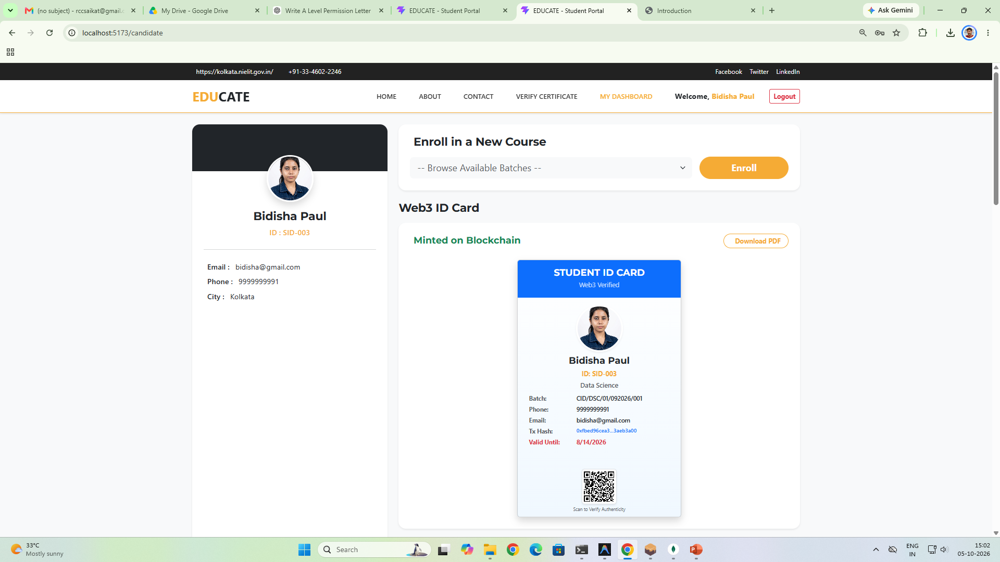 (no subject) - rccsaikat@gmail.c
My Drive - Google Drive
Write A Level Permission Letter
EDUCATE - Student Portal
EDUCATE - Student Portal
Introduction
Ask Gemini
localhost:5173/candidate
https://kolkata.nielit.gov.in/ +91-33-4602-2246 Facebook Twitter LinkedIn
EDUCATE HOME ABOUT CONTACT VERIFY CERTIFICATE MY DASHBOARD Welcome, Bidisha Paul Logout
Bidisha Paul
ID : SID-003
Email : bidisha@gmail.com
Phone : 9999999991
City : Kolkata
Enroll in a New Course
-- Browse Available Batches -- Enroll
Web3 ID Card
Minted on Blockchain Download PDF
STUDENT ID CARD
Web3 Verified
Bidisha Paul
ID: SID-003
Data Science
Batch: CID/DSC/01/092026/001
Phone: 9999999991
Email: bidisha@gmail.com
Tx Hash: 0xfbed96cea3...3aeb3a00
Valid Until: 8/14/2026
Scan to Verify Authenticity
33°C
Mostly sunny
Search
ENG
IN
15:02
05-10-2026